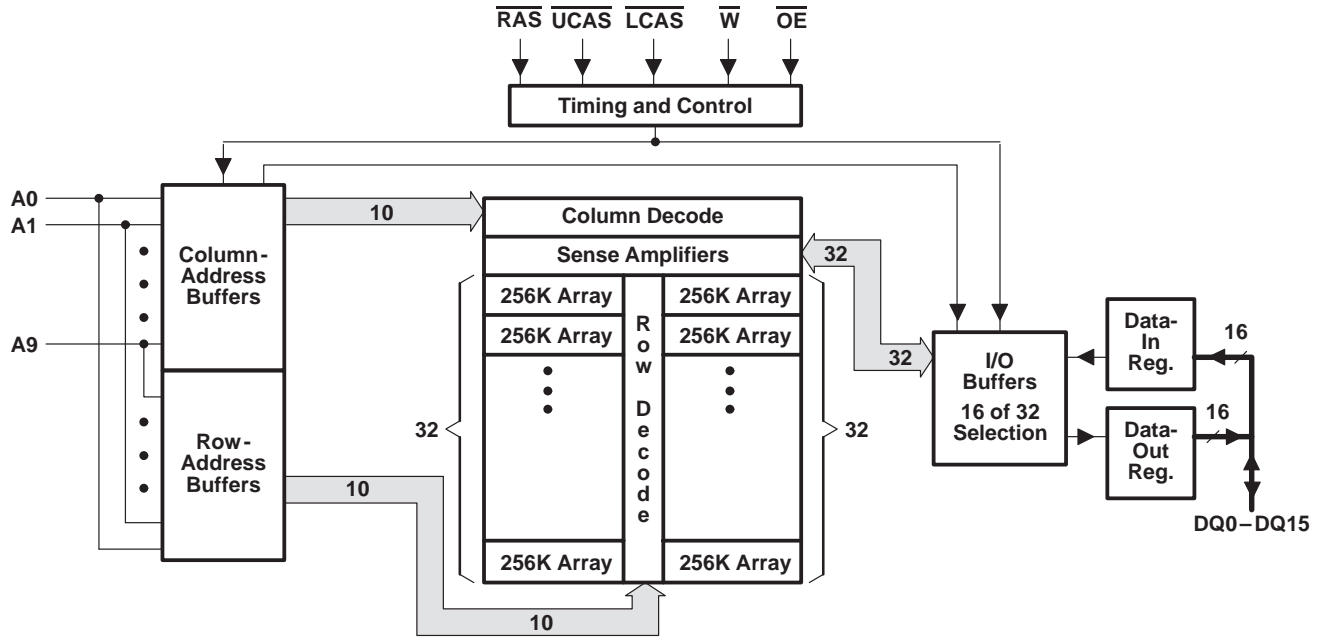 RAS UCAS LCAS W OE
Timing and Control
A0
A1
A9
Column-
Address
Buffers
Row-
Address
Buffers
10
Column Decode
Sense Amplifiers
256K Array
256K Array
256K Array
256K Array
256K Array
256K Array
Row Decode
32
32
10
10
32
32
I/O
Buffers
16 of 32
Selection
Data-
In
Reg.
16
Data-
Out
Reg.
16
DQ0–DQ15